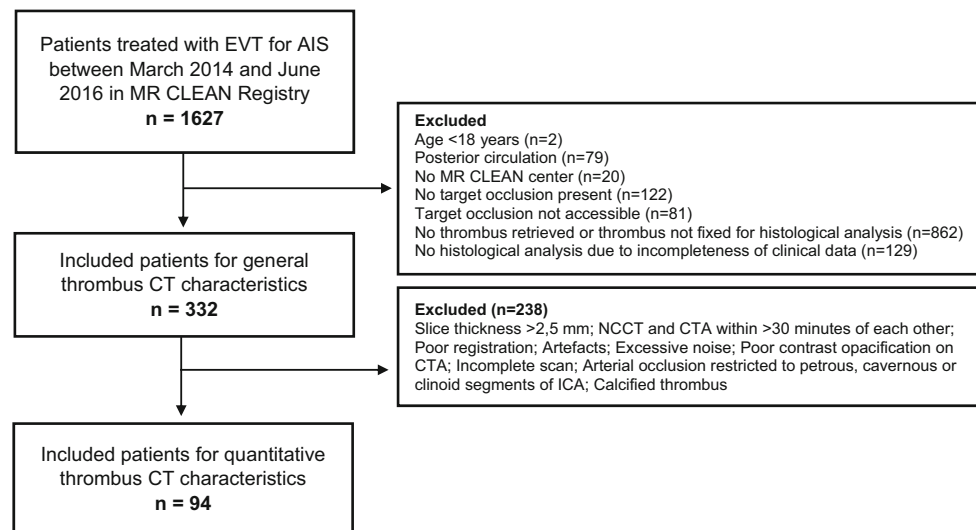 Patients treated with EVT for AIS
between March 2014 and June
2016 in MR CLEAN Registry
n = 1627
Excluded
Age <18 years (n=2)
Posterior circulation (n=79)
No MR CLEAN center (n=20)
No target occlusion present (n=122)
Target occlusion not accessible (n=81)
No thrombus retrieved or thrombus not fixed for histological analysis (n=862)
No histological analysis due to incompleteness of clinical data (n=129)
Included patients for general
thrombus CT characteristics
n = 332
Excluded (n=238)
Slice thickness >2,5 mm; NCCT and CTA within >30 minutes of each other;
Poor registration; Artefacts; Excessive noise; Poor contrast opacification on
CTA; Incomplete scan; Arterial occlusion restricted to petrous, cavernous or
clinoid segments of ICA; Calcified thrombus
Included patients for quantitative
thrombus CT characteristics
n = 94